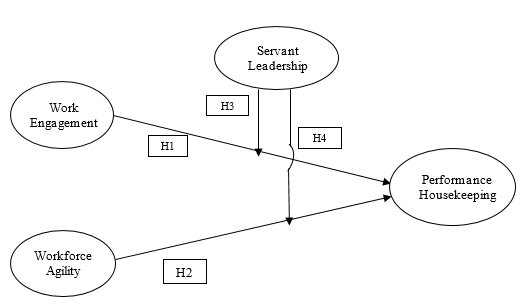 Servant
Leadership
H3
Work
Engagement
H4
H1
Performance
Housekeeping
Workforce
Agility
H2